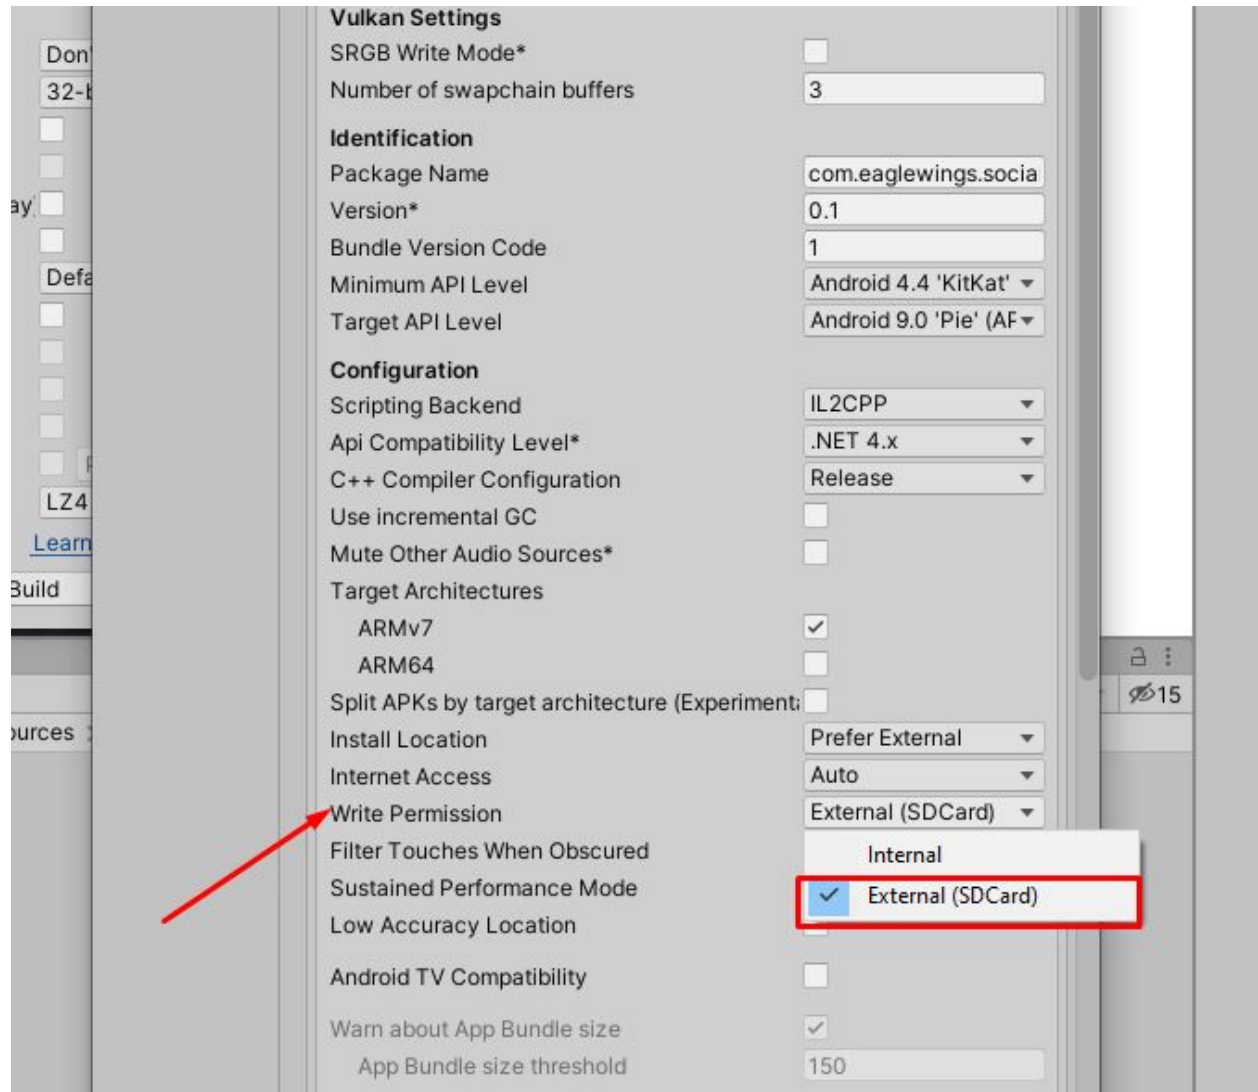 Vulkan Settings
SRGB Write Mode*
Number of swapchain buffers 3
Identification
Package Name com.eaglewings.socia
Version* 0.1
Bundle Version Code 1
Minimum API Level Android 4.4 'KitKat'
Target API Level Android 9.0 'Pie' (AF
Configuration
Scripting Backend IL2CPP
Api Compatibility Level* .NET 4.x
C++ Compiler Configuration Release
Use incremental GC
Mute Other Audio Sources*
Target Architectures
ARMv7
ARM64
Split APKs by target architecture (Experimenta
Install Location Prefer External
Internet Access Auto
Write Permission External (SDCard)
Internal
External (SDCard)
Filter Touches When Obscured
Sustained Performance Mode
Low Accuracy Location
Android TV Compatibility
Warn about App Bundle size
App Bundle size threshold 150
Don'
32-b
ay)
Defa
LZ4
Learn
Build
ources
15